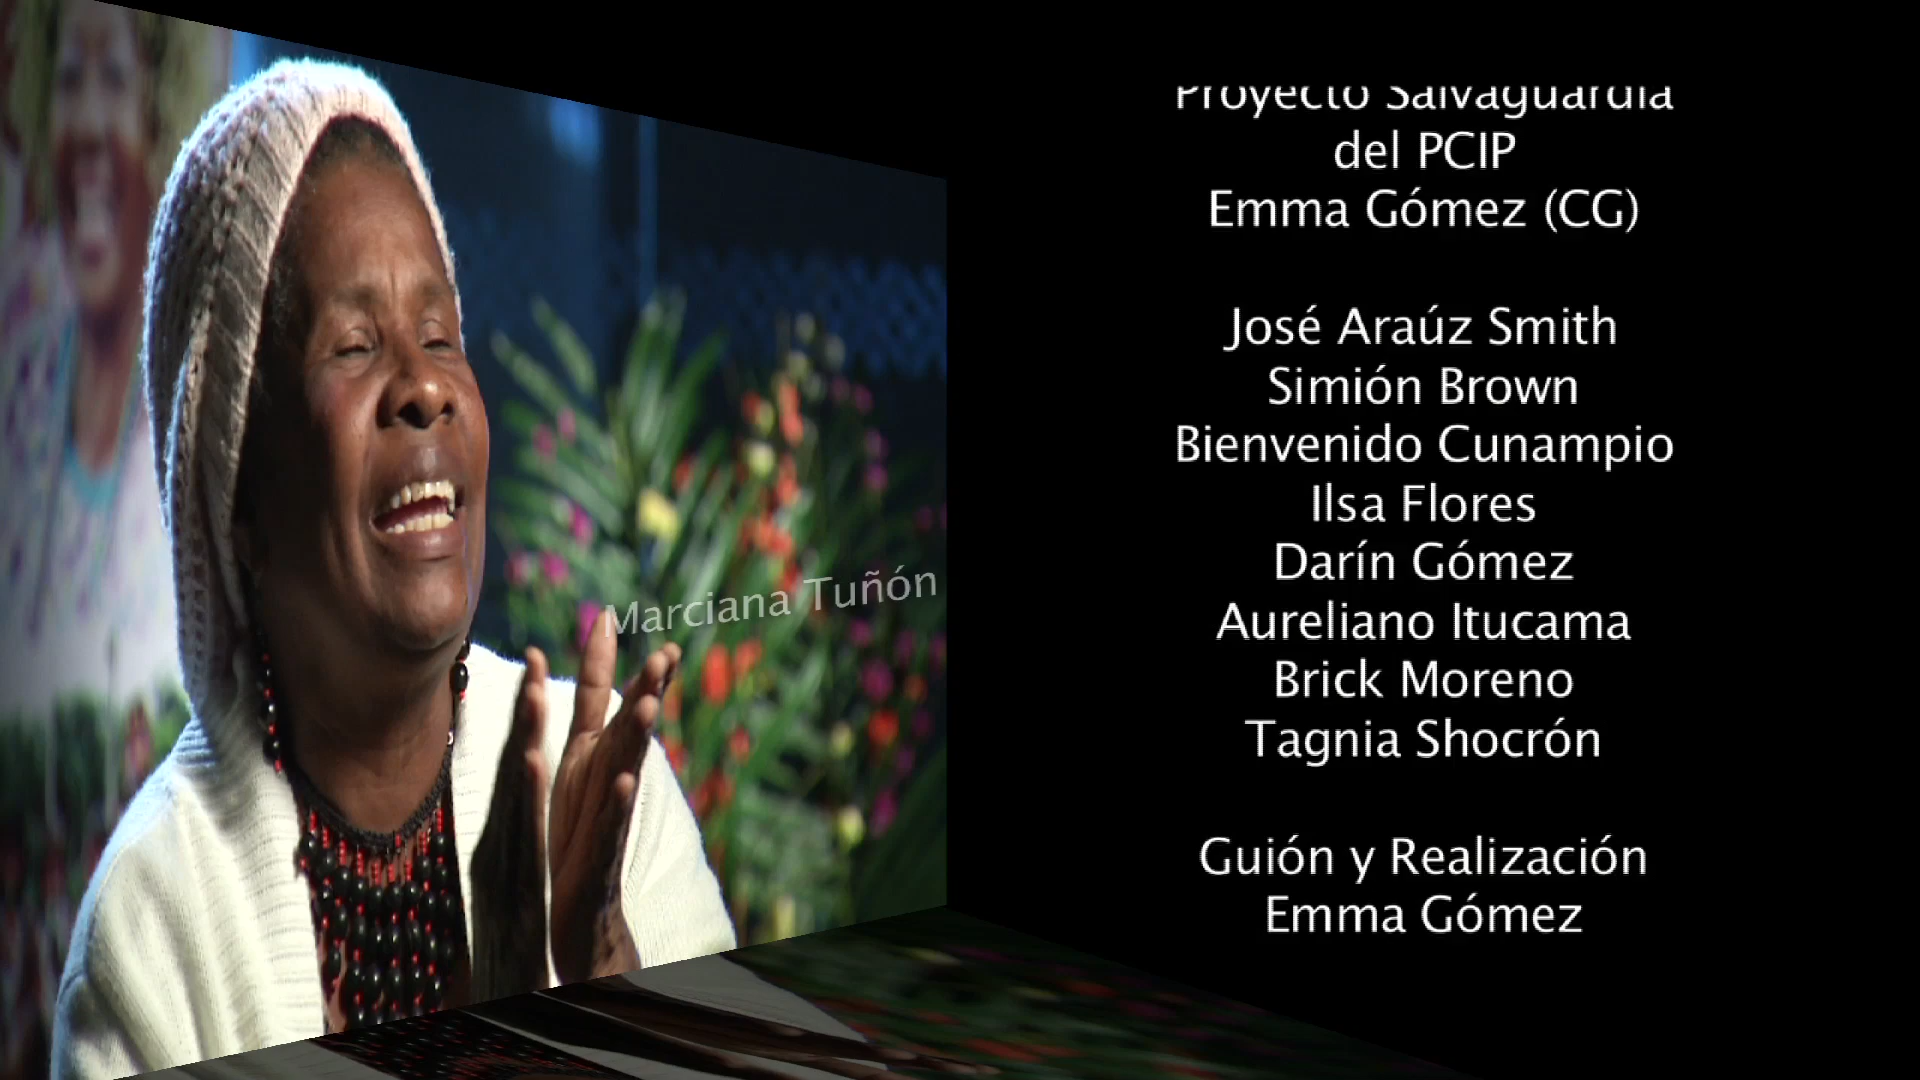 Marciana Tuñón
Proyecto Salvaguardia
del PCIP
Emma Gómez (CG)
José Araúz Smith
Simión Brown
Bienvenido Cunampio
Ilsa Flores
Darín Gómez
Aureliano Itucama
Brick Moreno
Tagnia Shocrón
Guión y Realización
Emma Gómez